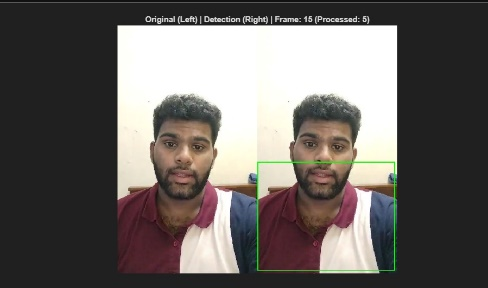 Original (Left) | Detection (Right) | Frame: 15 (Processed: 5)